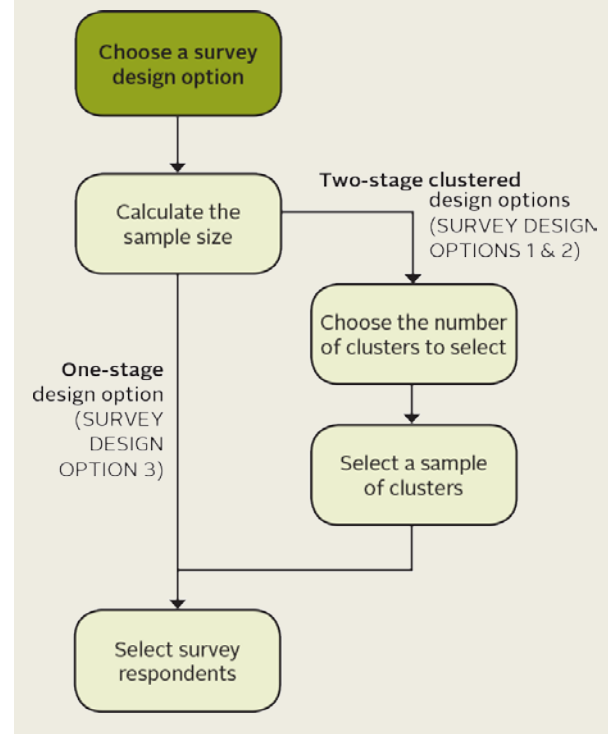 Choose a survey
design option
Calculate the
sample size
Two-stage clustered
design options
(SURVEY DESIGN
OPTIONS 1 & 2)
Choose the number
of clusters to select
One-stage
design option
(SURVEY
DESIGN
OPTION 3)
Select a sample
of clusters
Select survey
respondents